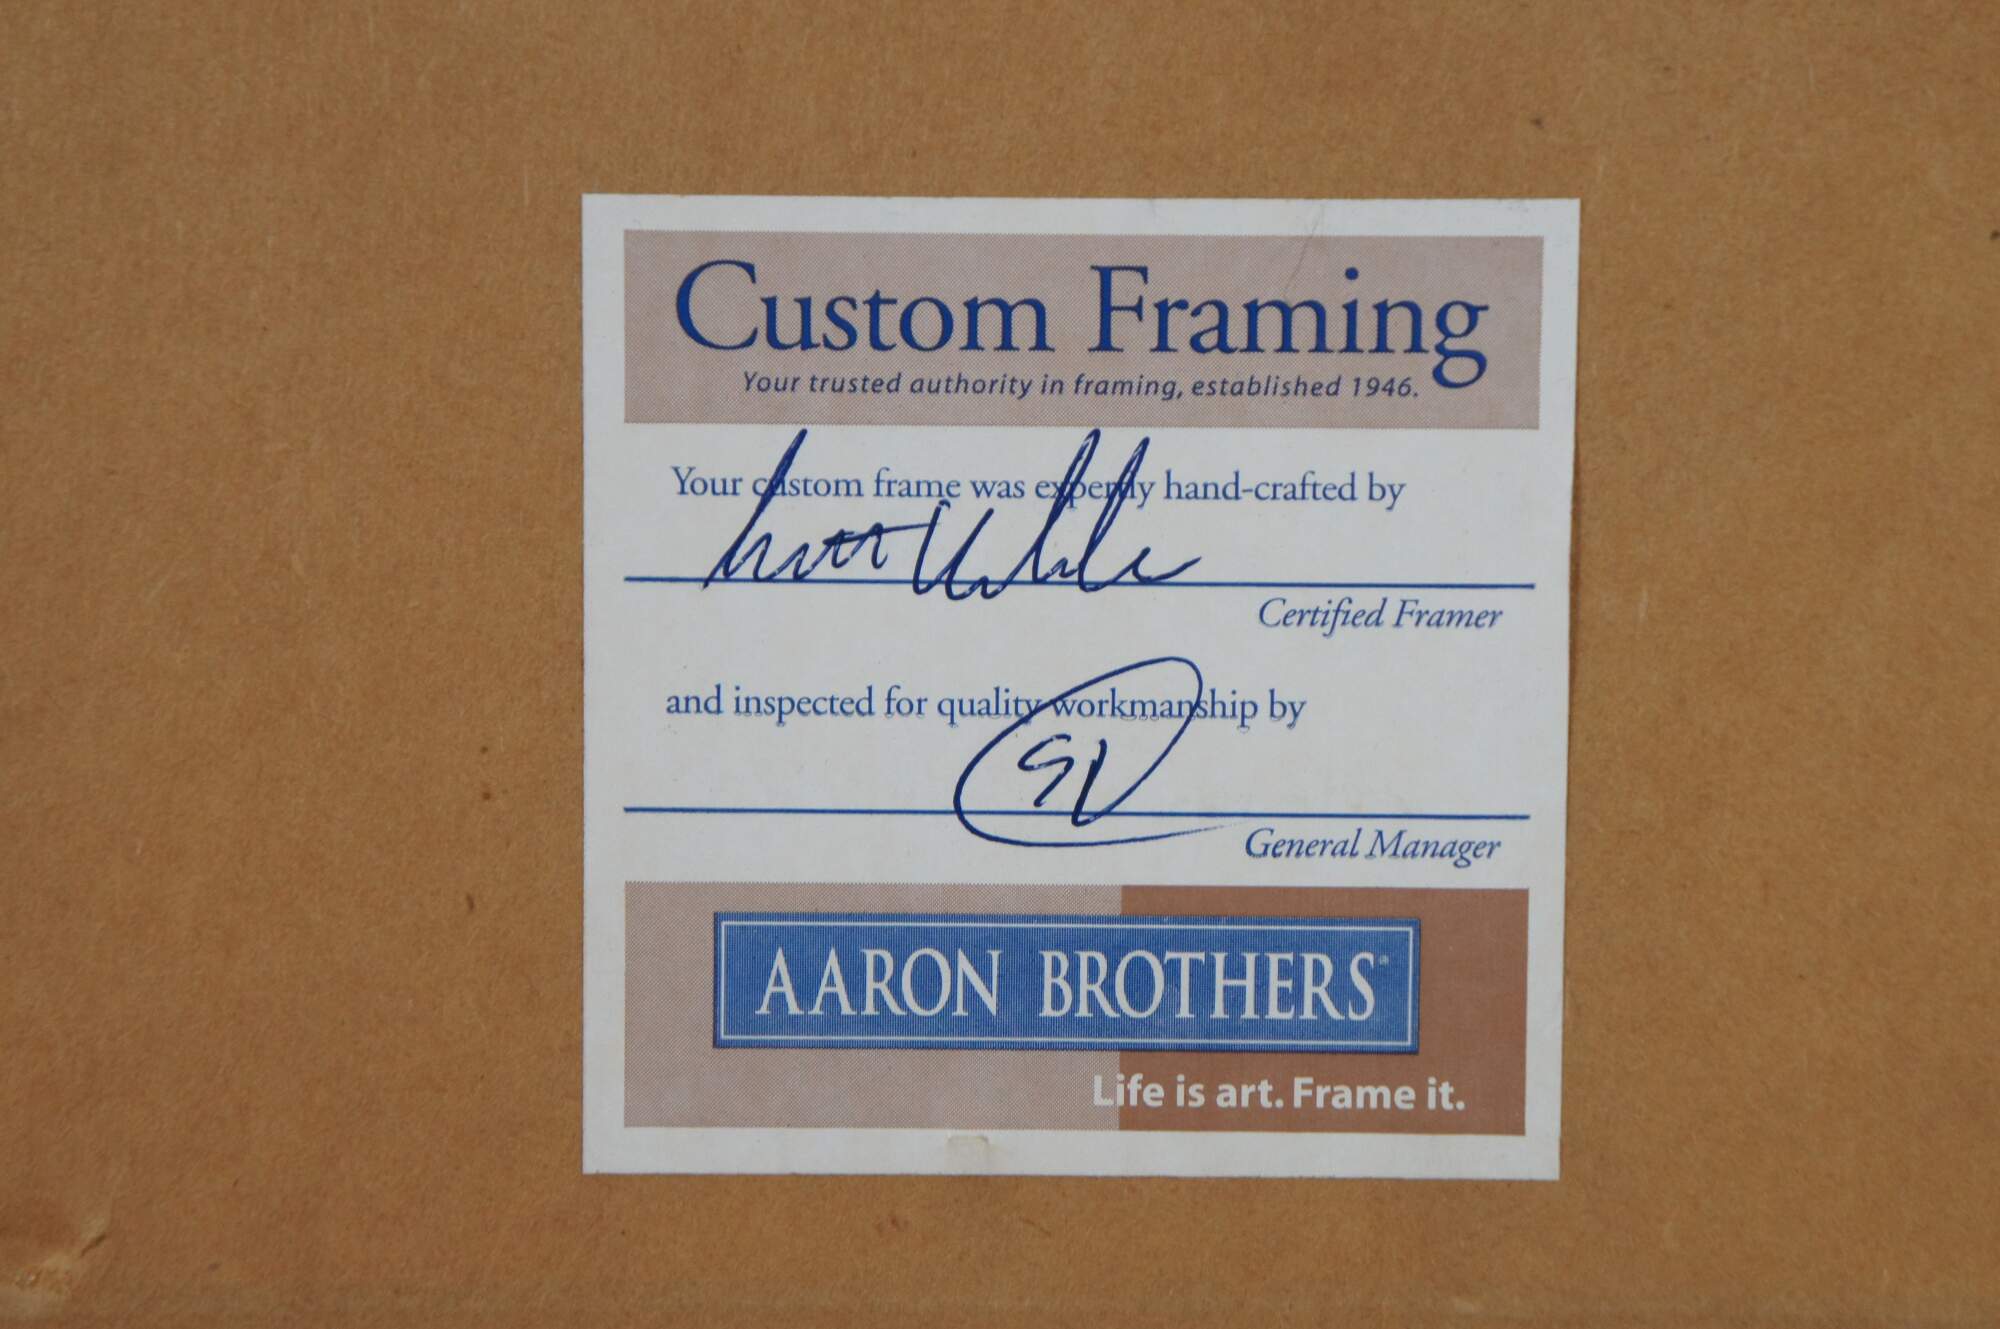 Custom Framing
Your trusted authority in framing, established 1946.
Your custom frame was expertly hand-crafted by
Certified Framer
and inspected for quality workmanship by
General Manager
AARON BROTHERS®
Life is art. Frame it.